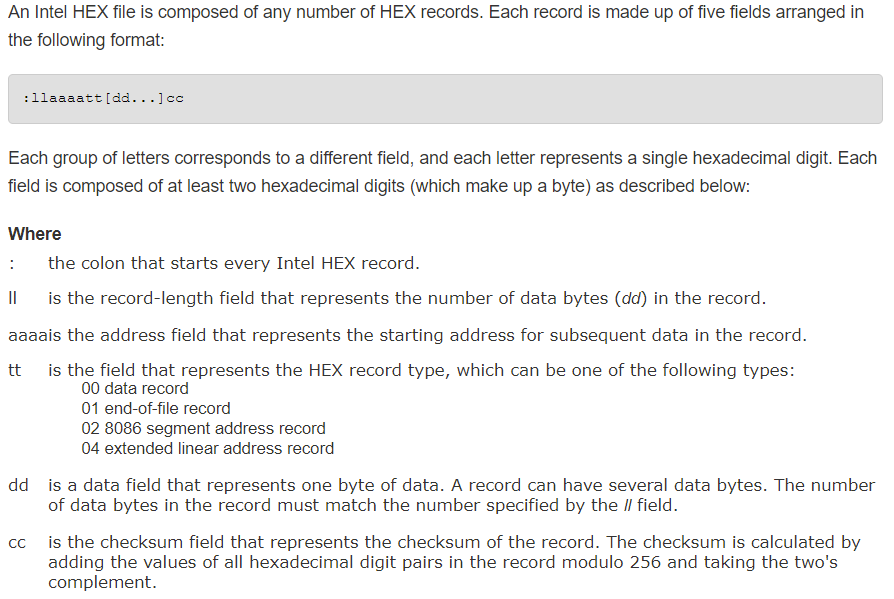 An Intel HEX file is composed of any number of HEX records. Each record is made up of five fields arranged in
the following format:
:llaaaatt[dd...]cc
Each group of letters corresponds to a different field, and each letter represents a single hexadecimal digit. Each
field is composed of at least two hexadecimal digits (which make up a byte) as described below:
Where
: the colon that starts every Intel HEX record.
ll is the record-length field that represents the number of data bytes (dd) in the record.
aaaais the address field that represents the starting address for subsequent data in the record.
tt is the field that represents the HEX record type, which can be one of the following types:
00 data record
01 end-of-file record
02 8086 segment address record
04 extended linear address record
dd is a data field that represents one byte of data. A record can have several data bytes. The number
of data bytes in the record must match the number specified by the ll field.
cc is the checksum field that represents the checksum of the record. The checksum is calculated by
adding the values of all hexadecimal digit pairs in the record modulo 256 and taking the two's
complement.